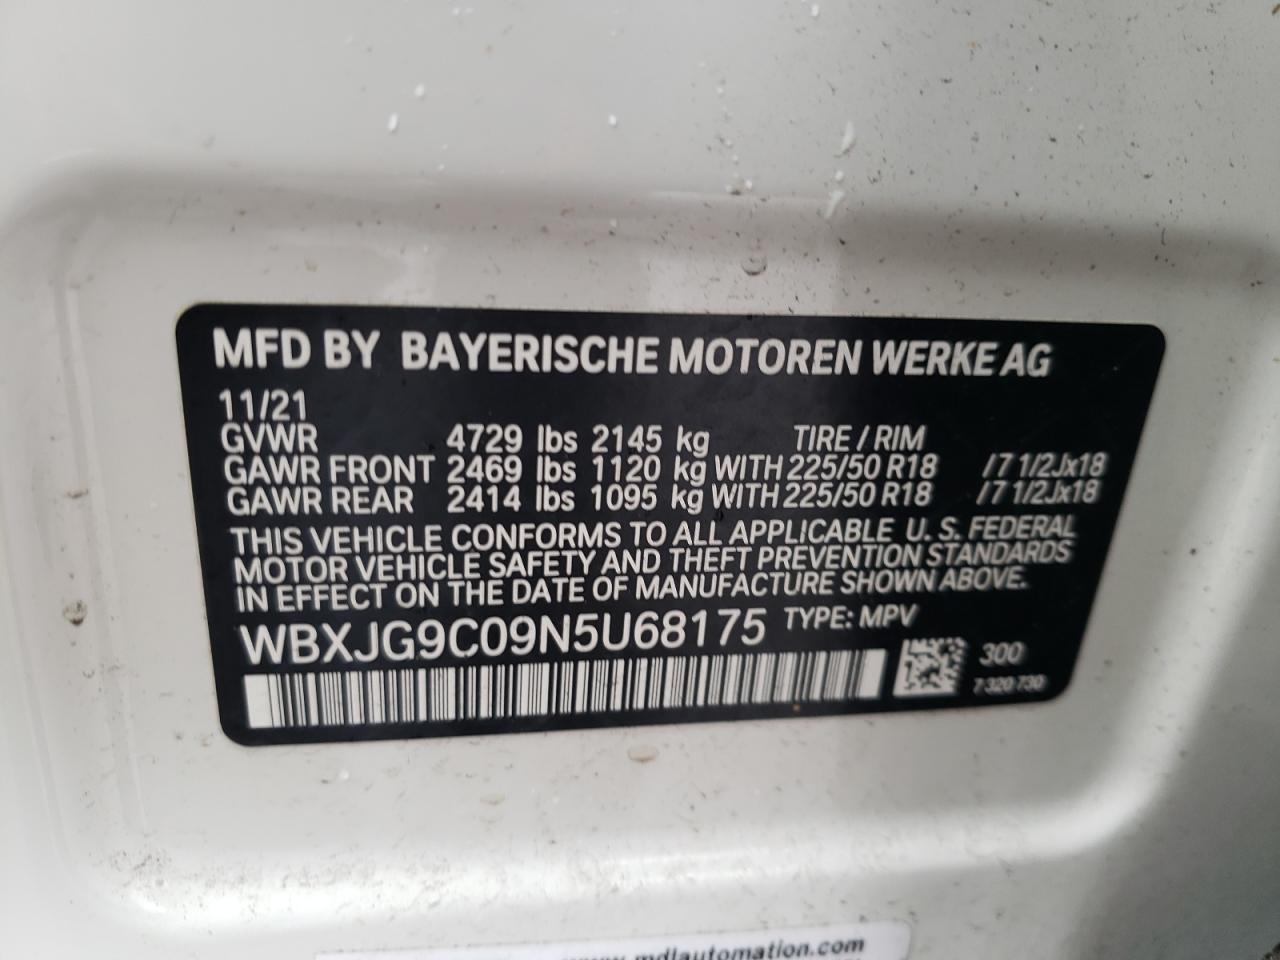 MFD BY BAYERISCHE MOTOREN WERKE AG
11/21
GVWR 4729 lbs 2145 kg TIRE / RIM
GAWR FRONT 2469 lbs 1120 kg WITH 225/50 R18 /7 1/2Jx18
GAWR REAR 2414 lbs 1095 kg WITH 225/50 R18 /7 1/2Jx18
THIS VEHICLE CONFORMS TO ALL APPLICABLE U. S. FEDERAL
MOTOR VEHICLE SAFETY AND THEFT PREVENTION STANDARDS
IN EFFECT ON THE DATE OF MANUFACTURE SHOWN ABOVE.
WBXJG9C09N5U68175 TYPE: MPV
300
7 320 730
www.mdlautomation.com